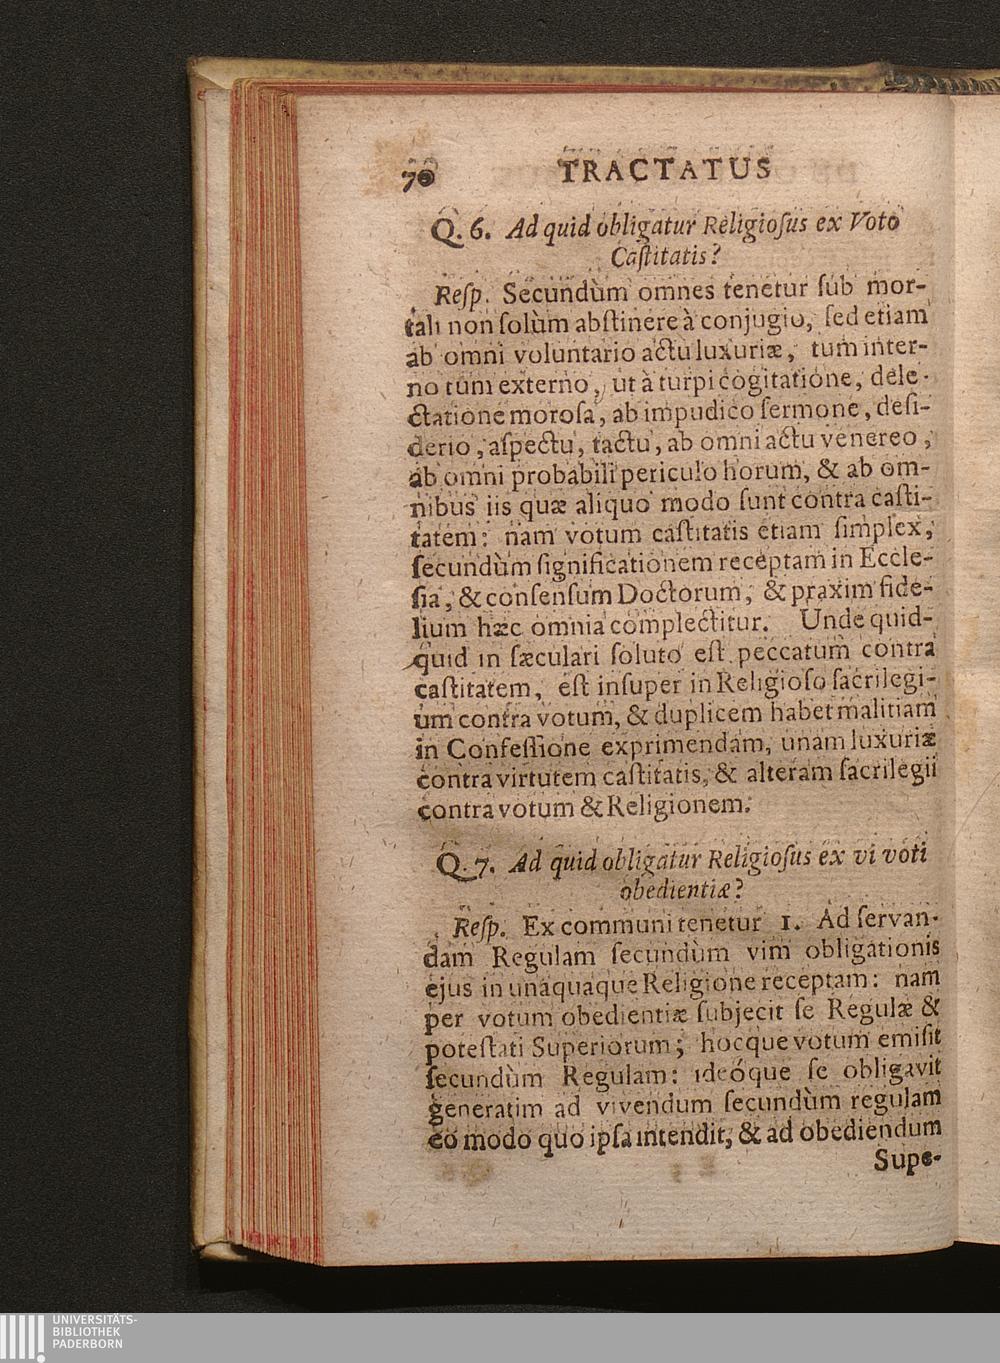 70 TRACTATUS
Q. 6. Ad quid obligatur Religioſus ex Voto
Caſtitatis?
Reſp. Secundùm omnes tenetur ſub mor-
tali non ſolùm abſtinere à conjugio, ſed etiam
ab omni voluntario actu luxuriæ, tum inter-
no tum externo, ut à turpi cogitatione, dele-
ctatione moroſa, ab impudico ſermone, deſi-
derio, aſpectu, tactu, ab omni actu venereo,
ab omni probabili periculo horum, & ab om-
nibus iis quæ aliquo modo ſunt contra caſti-
tatem: nam votum caſtitatis etiam ſimplex,
ſecundùm ſignificationem receptam in Eccle-
ſia, & conſenſum Doctorum, & praxim fide-
lium hæc omnia complectitur. Unde quid-
quid in ſæculari ſoluto eſt peccatum contra
caſtitatem, eſt inſuper in Religioſo ſacrilegi-
um contra votum, & duplicem habet malitiam
in Confeſſione exprimendam, unam luxuriæ
contra virtutem caſtitatis, & alteram ſacrilegii
contra votum & Religionem.
Q. 7. Ad quid obligatur Religioſus ex vi voti
obedientiæ?
Reſp. Ex communi tenetur 1. Ad ſervan-
dam Regulam ſecundùm vim obligationis
ejus in unaquaque Religione receptam: nam
per votum obedientiæ ſubjecit ſe Regulæ &
poteſtati Superiorum; hocque votum emiſit
ſecundùm Regulam: ideóque ſe obligavit
generatim ad vivendum ſecundùm regulam
eo modo quo ipſa intendit, & ad obediendum
Supe-
UNIVERSITÄTS-
BIBLIOTHEK
PADERBORN